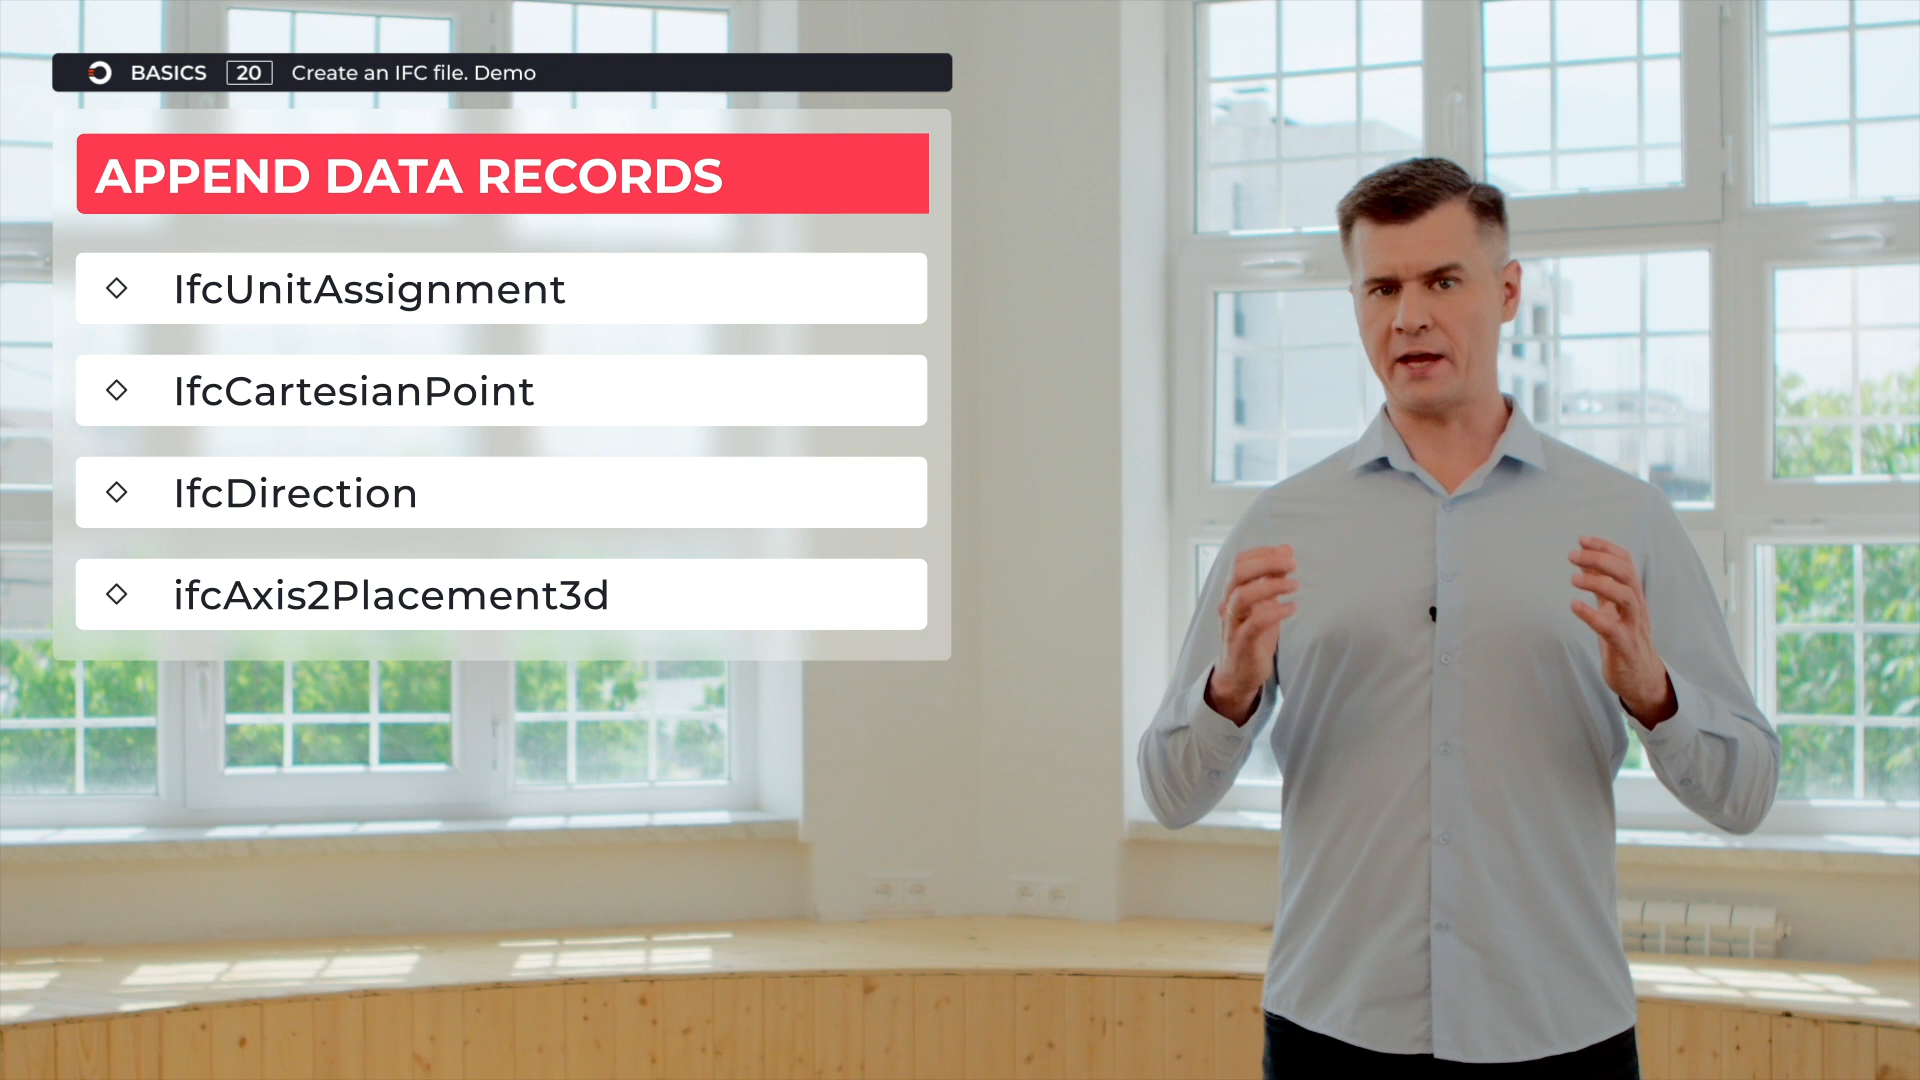 BASICS 20 Create an IFC file. Demo
APPEND DATA RECORDS
IfcUnitAssignment
IfcCartesianPoint
IfcDirection
ifcAxis2Placement3d